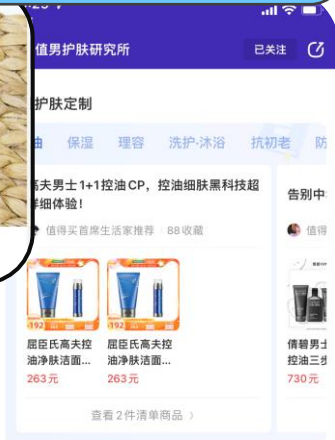 值男护肤研究所
已关注
护肤定制
保湿 理容 洗护·沐浴 抗初老 防
高夫男士1+1控油CP，控油细肤黑科技超
详细体验！
值得买首席生活家推荐 88收藏
告别中
值得
192
192
屈臣氏高夫控
油净肤洁面...
263元
屈臣氏高夫控
油净肤洁面...
263元
倩碧男士
控油三步
730元
查看2件清单商品 〉